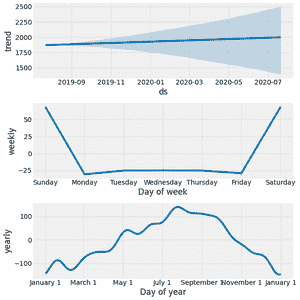 trend
2500
2250
2000
1750
1500
2019-09 2019-11 2020-01 2020-03 2020-05 2020-07
ds
weekly
50
25
0
−25
Sunday Monday Tuesday Wednesday Thursday Friday Saturday
Day of week
yearly
100
0
−100
January 1 March 1 May 1 July 1 September 1 November 1 January 1
Day of year